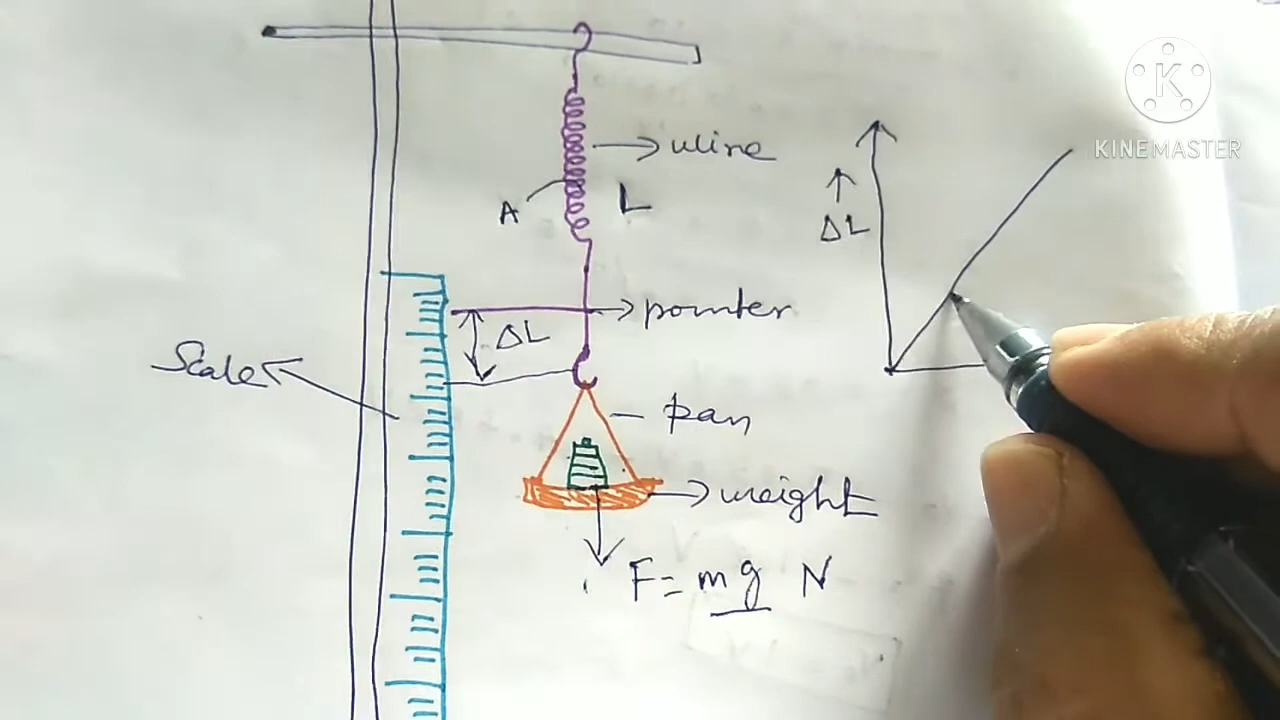 K
KINEMASTER
wire
A
L
ΔL
pointer
ΔL
Scale
pan
weight
F = mg N